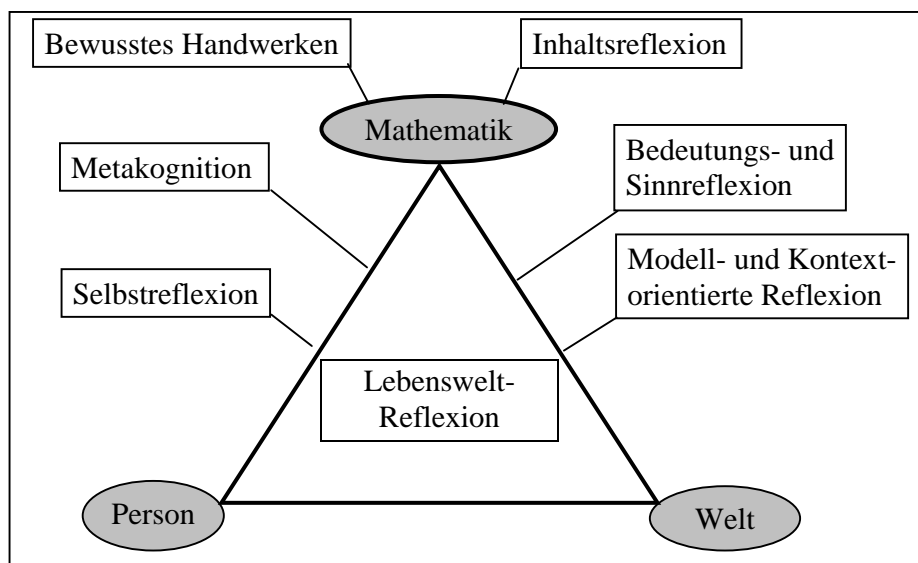 Bewusstes Handwerken
Inhaltsreflexion
Mathematik
Metakognition
Bedeutungs- und
Sinnreflexion
Selbstreflexion
Modell- und Kontext-
orientierte Reflexion
Lebenswelt-
Reflexion
Person
Welt